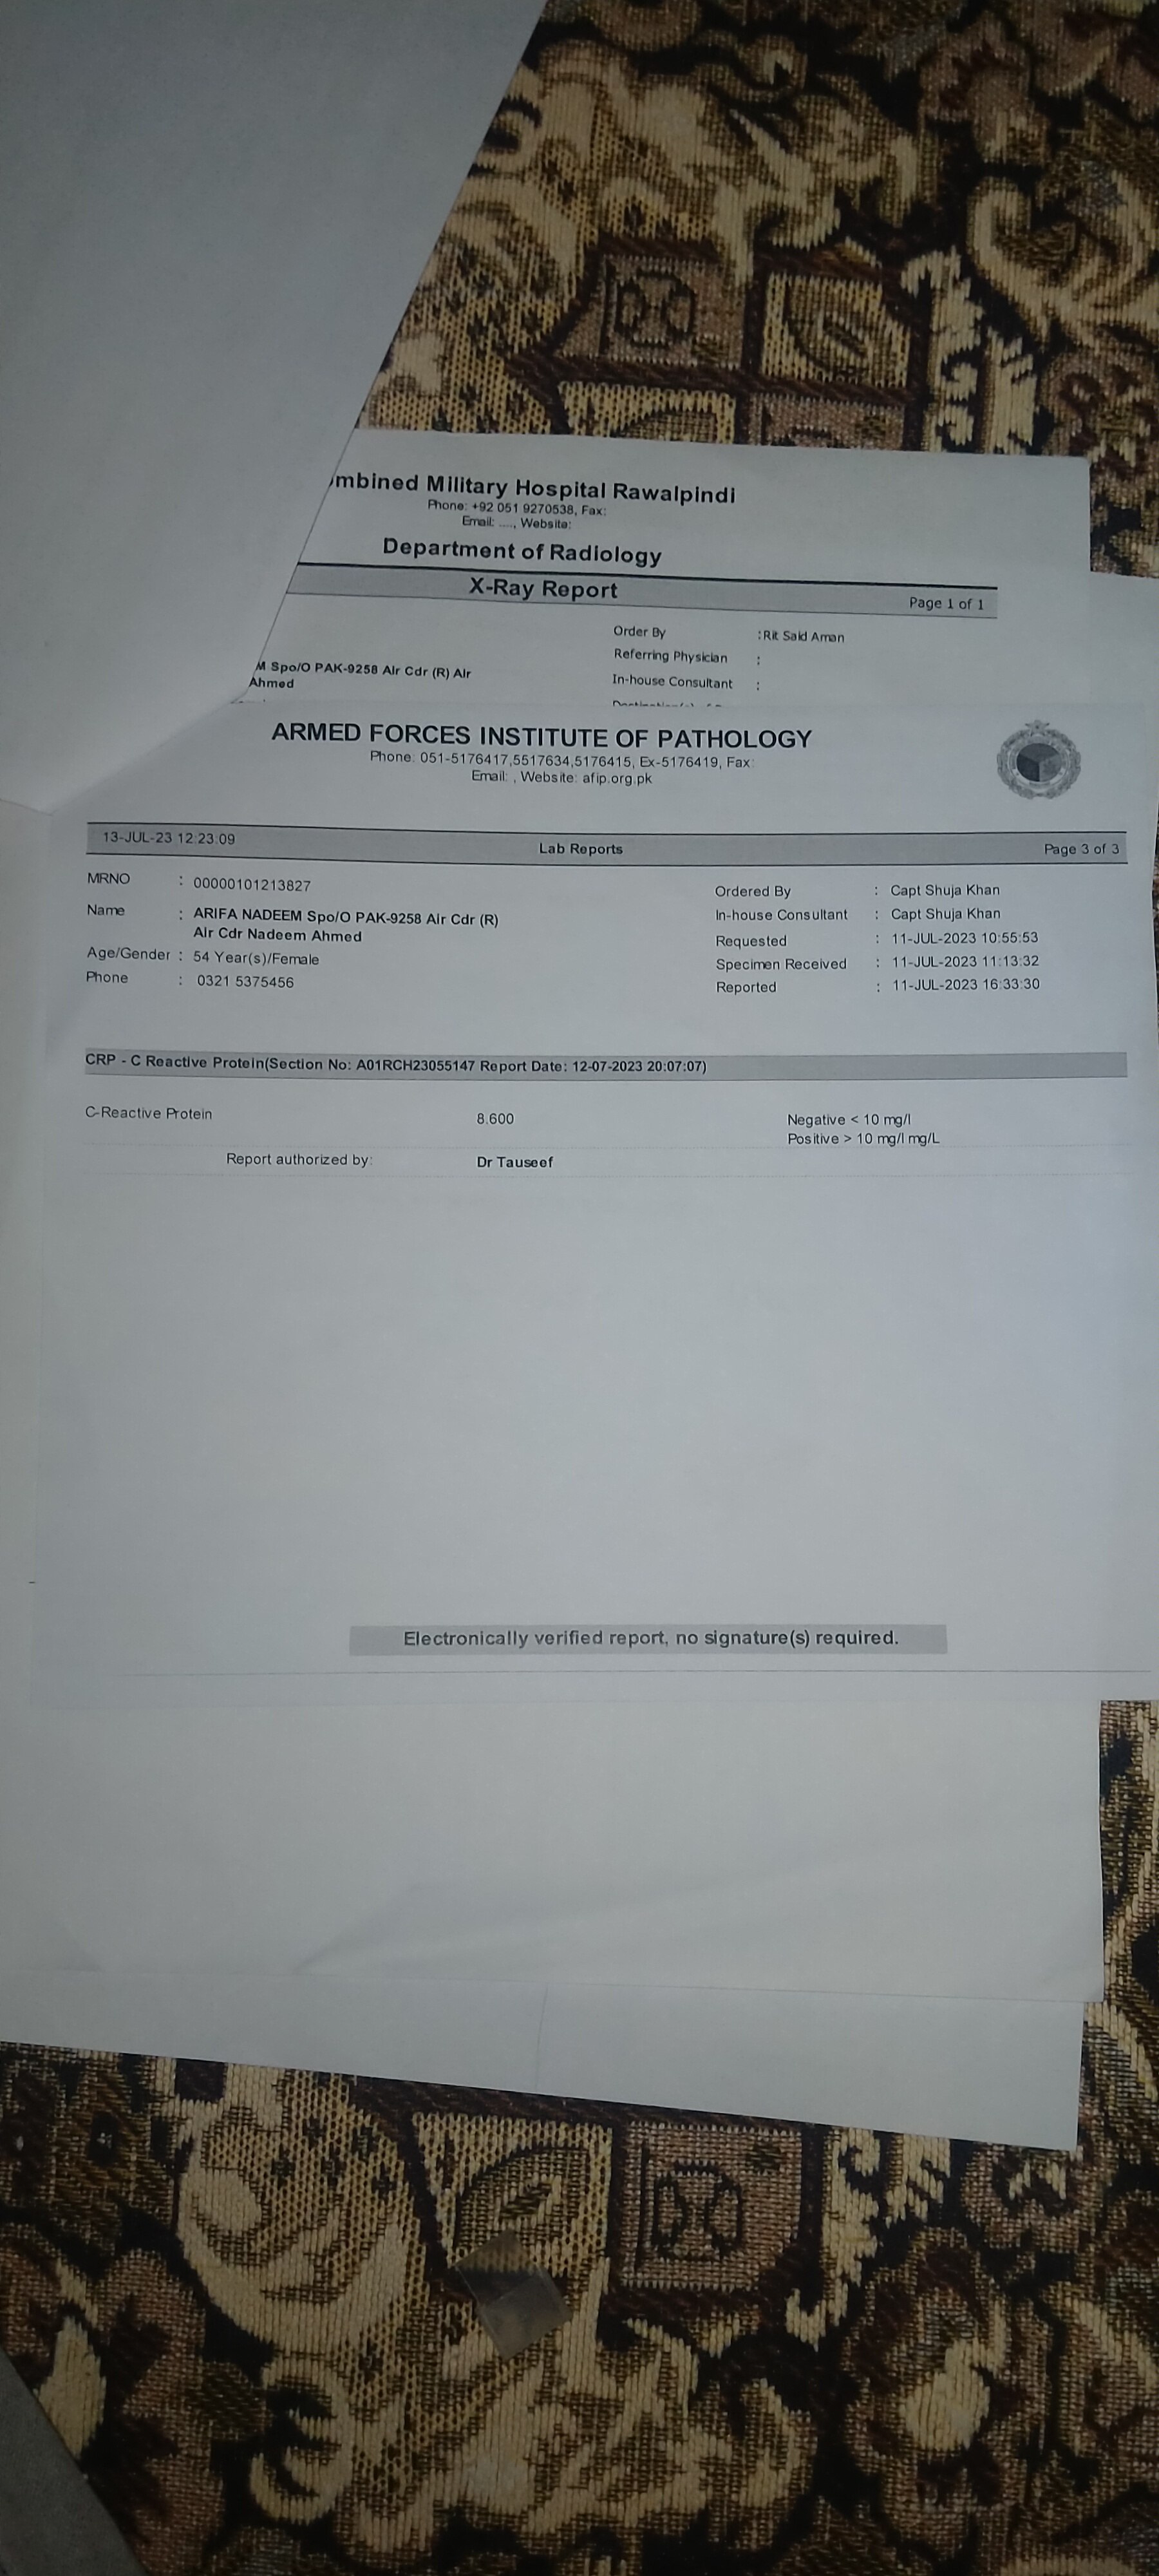 mbined Military Hospital Rawalpindi
Phone: +92 051 9270538, Fax:
Email: ...., Website:
Department of Radiology
X-Ray Report
Page 1 of 1
Order By : Rit Said Aman
Referring Physician :
In-house Consultant :
M Spo/O PAK-9258 Air Cdr (R) Air
Ahmed
ARMED FORCES INSTITUTE OF PATHOLOGY
Phone: 051-5176417,5517634,5176415, Ex-5176419, Fax:
Email: , Website: afip.org.pk
13-JUL-23 12:23:09 Lab Reports Page 3 of 3
MRNO : 00000101213827
Name : ARIFA NADEEM Spo/O PAK-9258 Air Cdr (R)
Air Cdr Nadeem Ahmed
Age/Gender : 54 Year(s)/Female
Phone : 0321 5375456
Ordered By : Capt Shuja Khan
In-house Consultant : Capt Shuja Khan
Requested : 11-JUL-2023 10:55:53
Specimen Received : 11-JUL-2023 11:13:32
Reported : 11-JUL-2023 16:33:30
CRP - C Reactive Protein(Section No: A01RCH23055147 Report Date: 12-07-2023 20:07:07)
C-Reactive Protein 8.600 Negative < 10 mg/l
Positive > 10 mg/l mg/L
Report authorized by: Dr Tauseef
Electronically verified report, no signature(s) required.